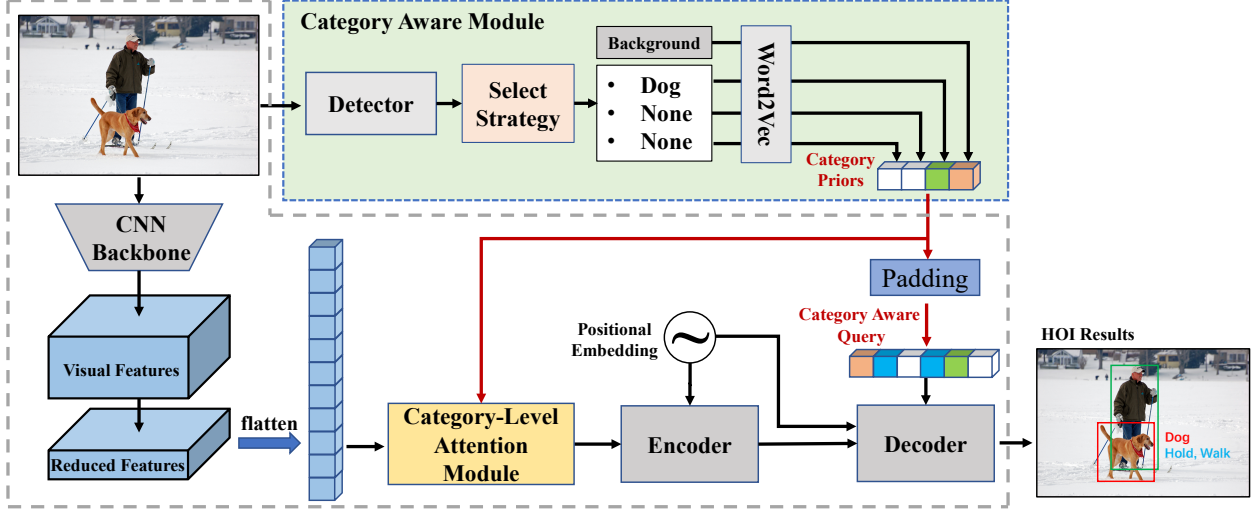 Category Aware Module
Detector
Select
Strategy
Background
• Dog
• None
• None
Word2Vec
Category
Priors
CNN
Backbone
Visual Features
Reduced Features
flatten
Category-Level
Attention
Module
Positional
Embedding
~
Encoder
Padding
Category Aware
Query
Decoder
HOI Results
Dog
Hold, Walk